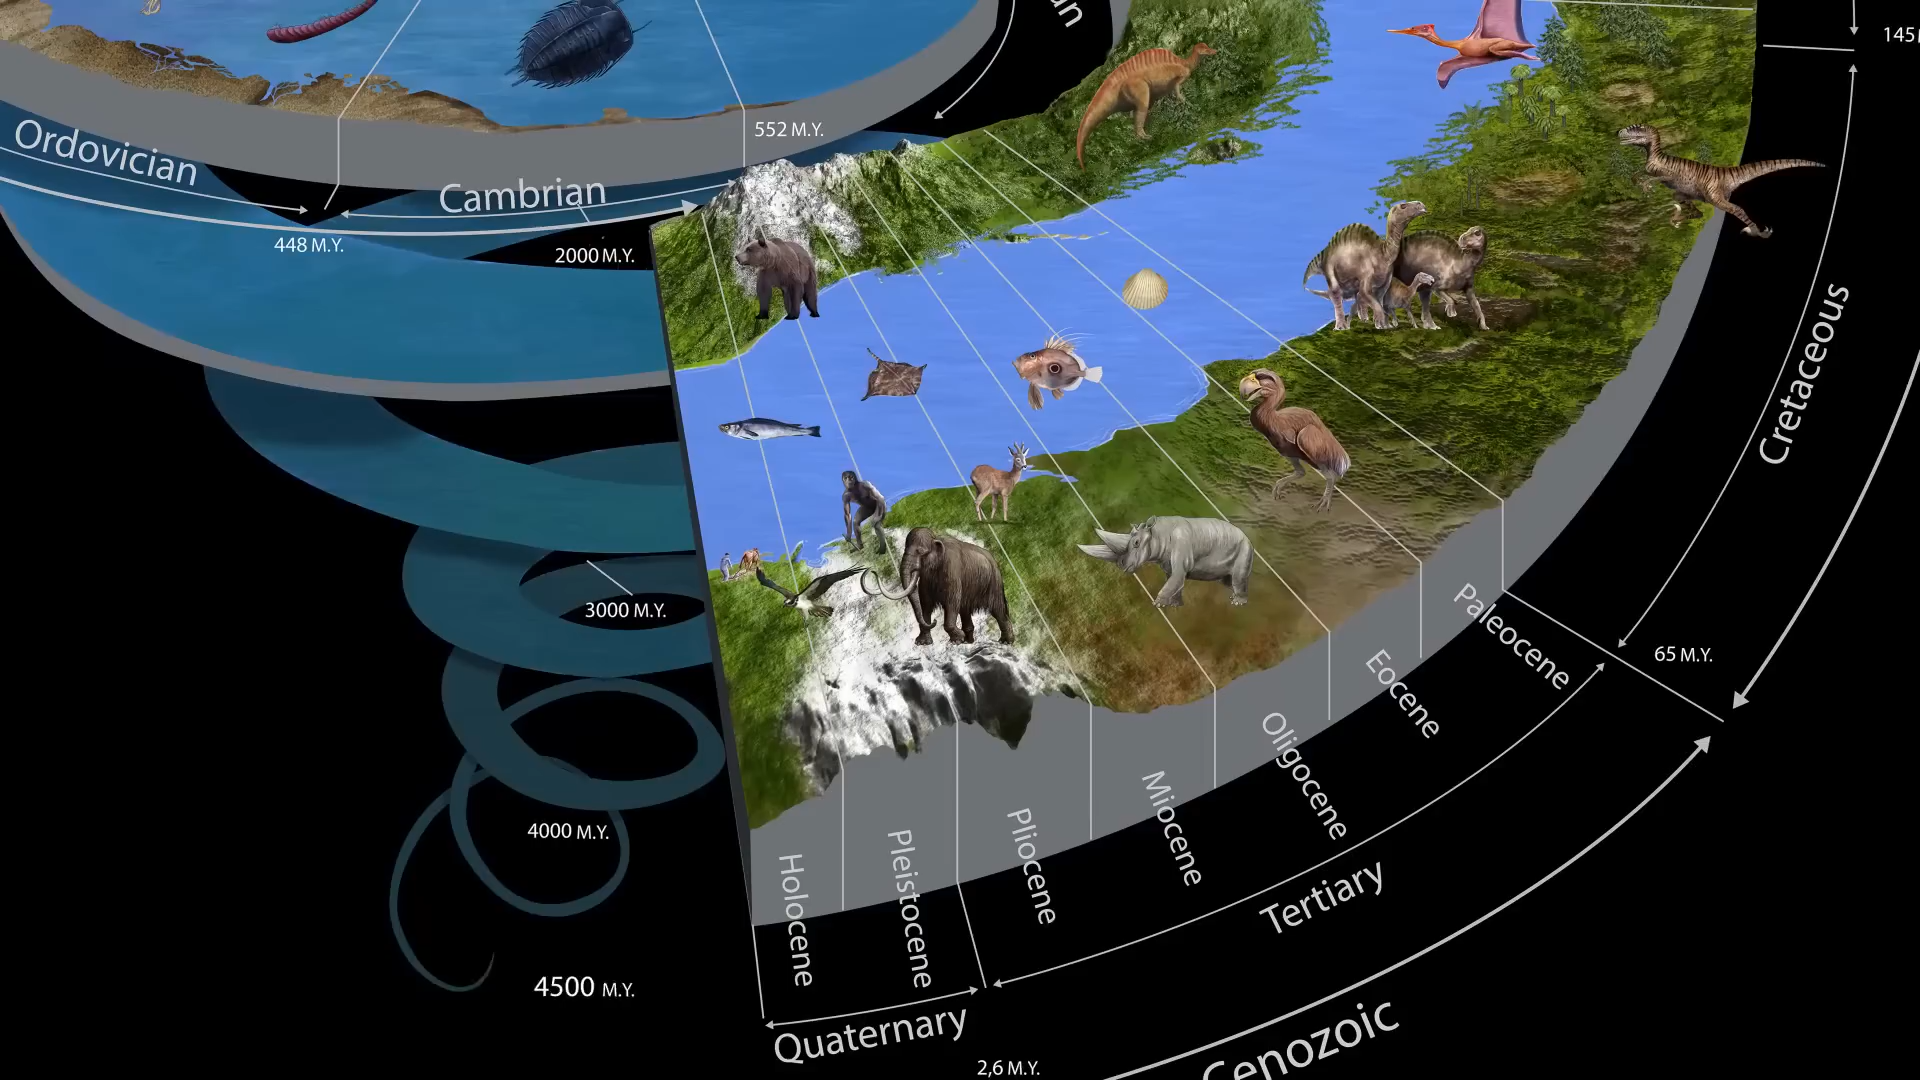 145
Ordovician
552 M.Y.
Cambrian
448 M.Y.
2000 M.Y.
Cretaceous
3000 M.Y.
Paleocene
65 M.Y.
Eocene
Oligocene
Miocene
Pliocene
Pleistocene
Holocene
4000 M.Y.
Tertiary
4500 M.Y.
Quaternary
Cenozoic
2,6 M.Y.